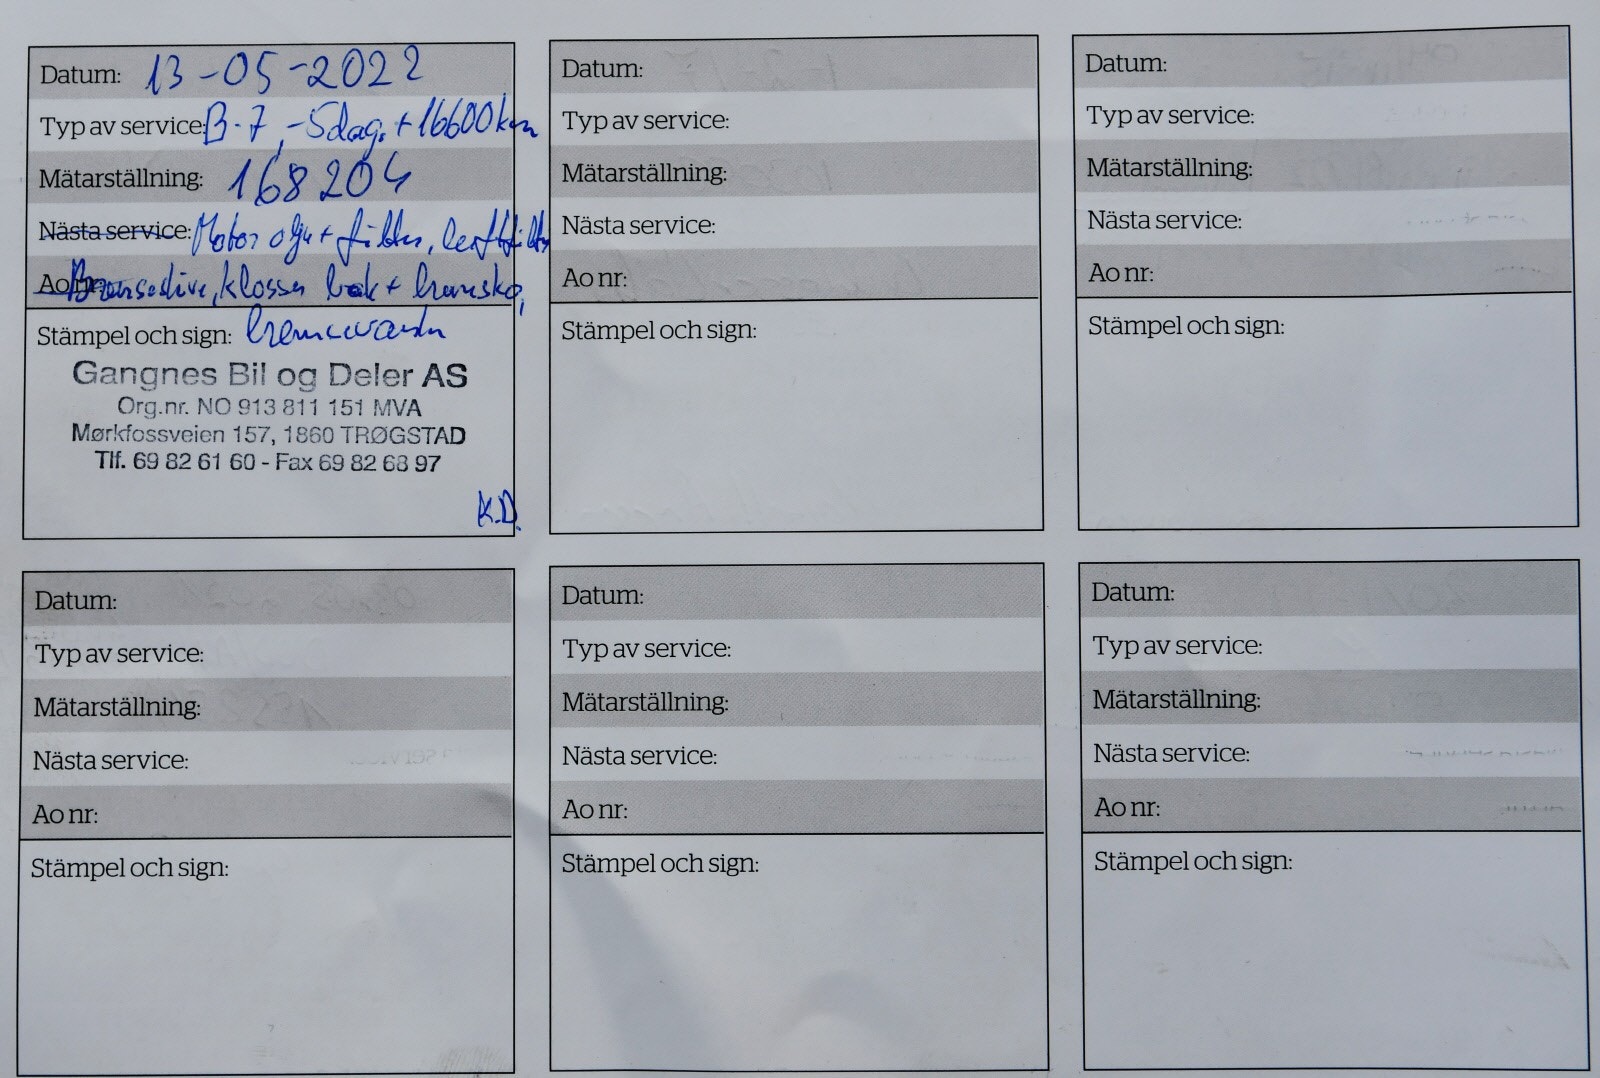 Datum: 13-05-2022
Typ av service: B-7, -5dag. + 16600 km
Mätarställning: 168204
Nästa service: Motor olje + filter, luftfilter
Ao nr: Bremseskive, klosser bak + bremsko,
Stämpel och sign:
Gangnes Bil og Deler AS
Org.nr. NO 913 811 151 MVA
Mørkfossveien 157, 1860 TRØGSTAD
Tlf. 69 82 61 60 - Fax 69 82 68 97
K.D.
Datum:
Typ av service:
Mätarställning:
Nästa service:
Ao nr:
Stämpel och sign:
Datum:
Typ av service:
Mätarställning:
Nästa service:
Ao nr:
Stämpel och sign:
Datum:
Typ av service:
Mätarställning:
Nästa service:
Ao nr:
Stämpel och sign:
Datum:
Typ av service:
Mätarställning:
Nästa service:
Ao nr:
Stämpel och sign:
Datum:
Typ av service:
Mätarställning:
Nästa service:
Ao nr:
Stämpel och sign: